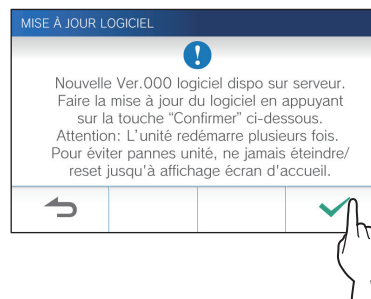 MISE À JOUR LOGICIEL
Nouvelle Ver.000 logiciel dispo sur serveur.
Faire la mise à jour du logiciel en appuyant
sur la touche “Confirmer” ci-dessous.
Attention: L'unité redémarre plusieurs fois.
Pour éviter pannes unité, ne jamais éteindre/
reset jusqu'à affichage écran d'accueil.